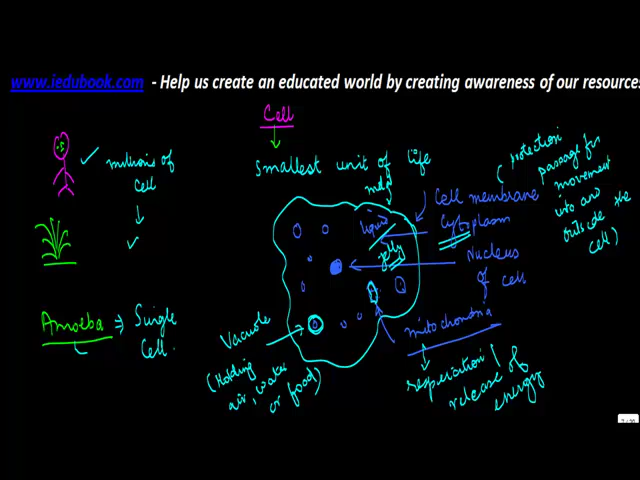 www.iedubook.com - Help us create an educated world by creating awareness of our resources
Cell
Smallest unit of life
millions of
cell
Amoeba ⇒ Single
Cell
liquid
jelly
Cell membrane
(protection
passage for
movement
into and
outside the
cell)
Cytoplasm
Nucleus
of cell
mitochondria
respiration
release of
energy
Vacuole
(Holding
air, water
or food)